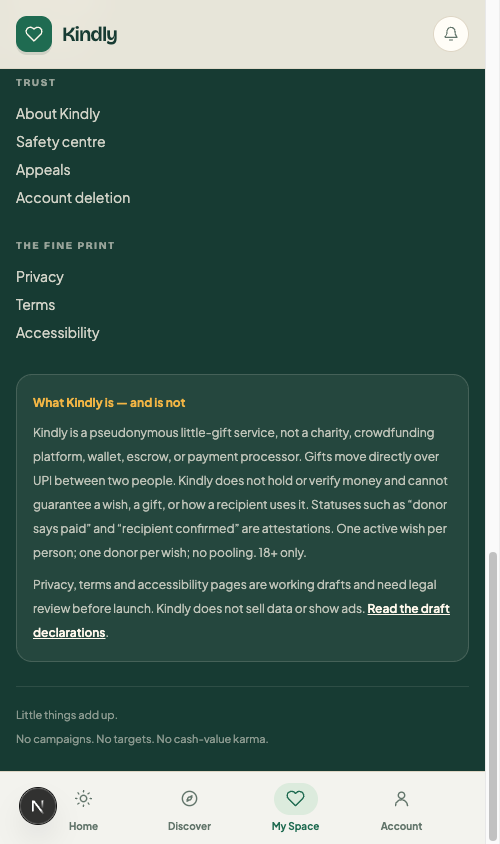 Kindly
TRUST
About Kindly
Safety centre
Appeals
Account deletion
THE FINE PRINT
Privacy
Terms
Accessibility
What Kindly is — and is not
Kindly is a pseudonymous little-gift service, not a charity, crowdfunding
platform, wallet, escrow, or payment processor. Gifts move directly over
UPI between two people. Kindly does not hold or verify money and cannot
guarantee a wish, a gift, or how a recipient uses it. Statuses such as “donor
says paid” and “recipient confirmed” are attestations. One active wish per
person; one donor per wish; no pooling. 18+ only.
Privacy, terms and accessibility pages are working drafts and need legal
review before launch. Kindly does not sell data or show ads. Read the draft
declarations.
Little things add up.
No campaigns. No targets. No cash-value karma.
N
Home
Discover
My Space
Account